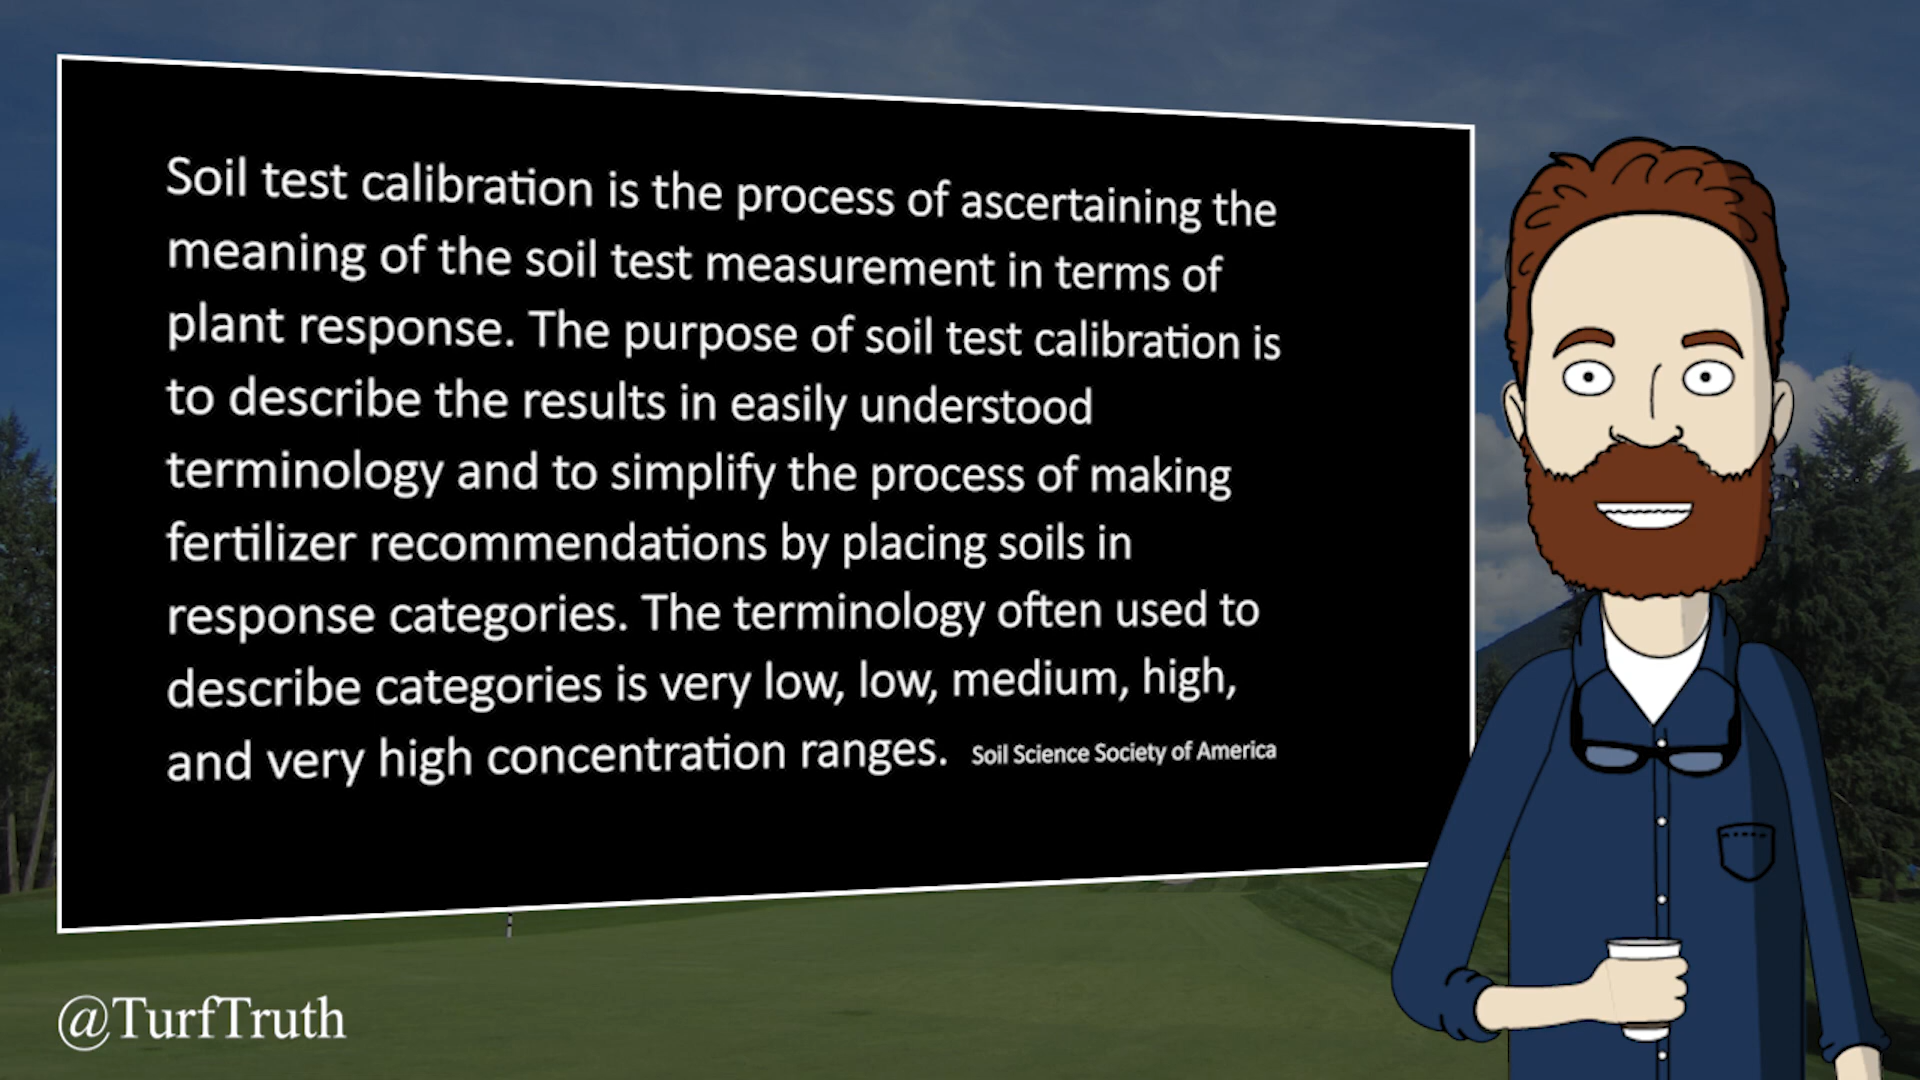 Soil test calibration is the process of ascertaining the
meaning of the soil test measurement in terms of
plant response. The purpose of soil test calibration is
to describe the results in easily understood
terminology and to simplify the process of making
fertilizer recommendations by placing soils in
response categories. The terminology often used to
describe categories is very low, low, medium, high,
and very high concentration ranges. Soil Science Society of America
@TurfTruth